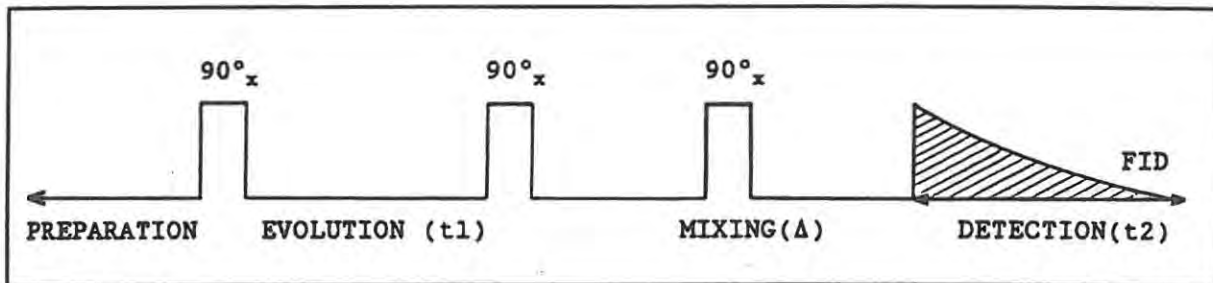 90°x 90°x 90°x
FID
PREPARATION EVOLUTION (t1) MIXING(Δ) DETECTION(t2)